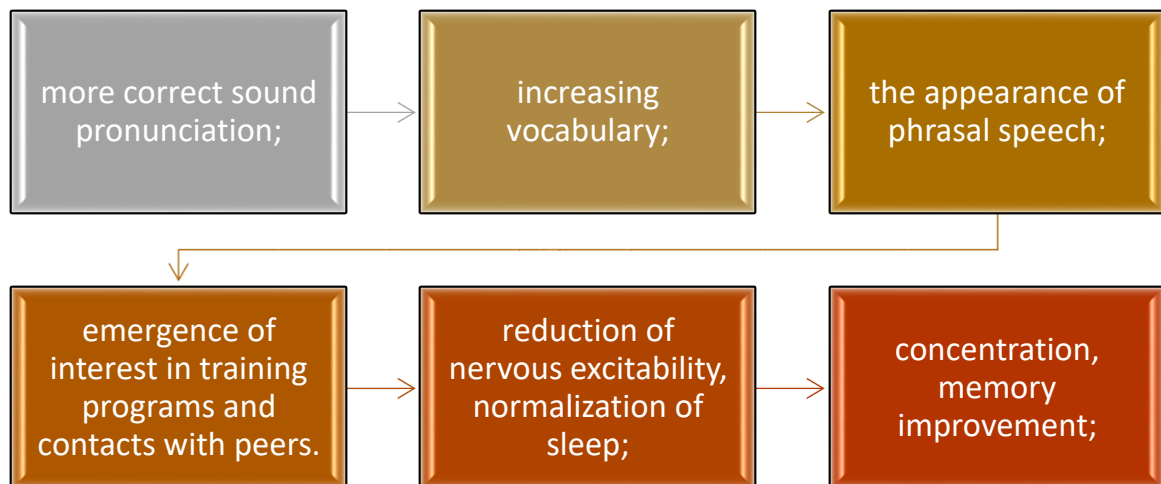 more correct sound
pronunciation;
increasing
vocabulary;
the appearance of
phrasal speech;
emergence of
interest in training
programs and
contacts with peers.
reduction of
nervous excitability,
normalization of
sleep;
concentration,
memory
improvement;